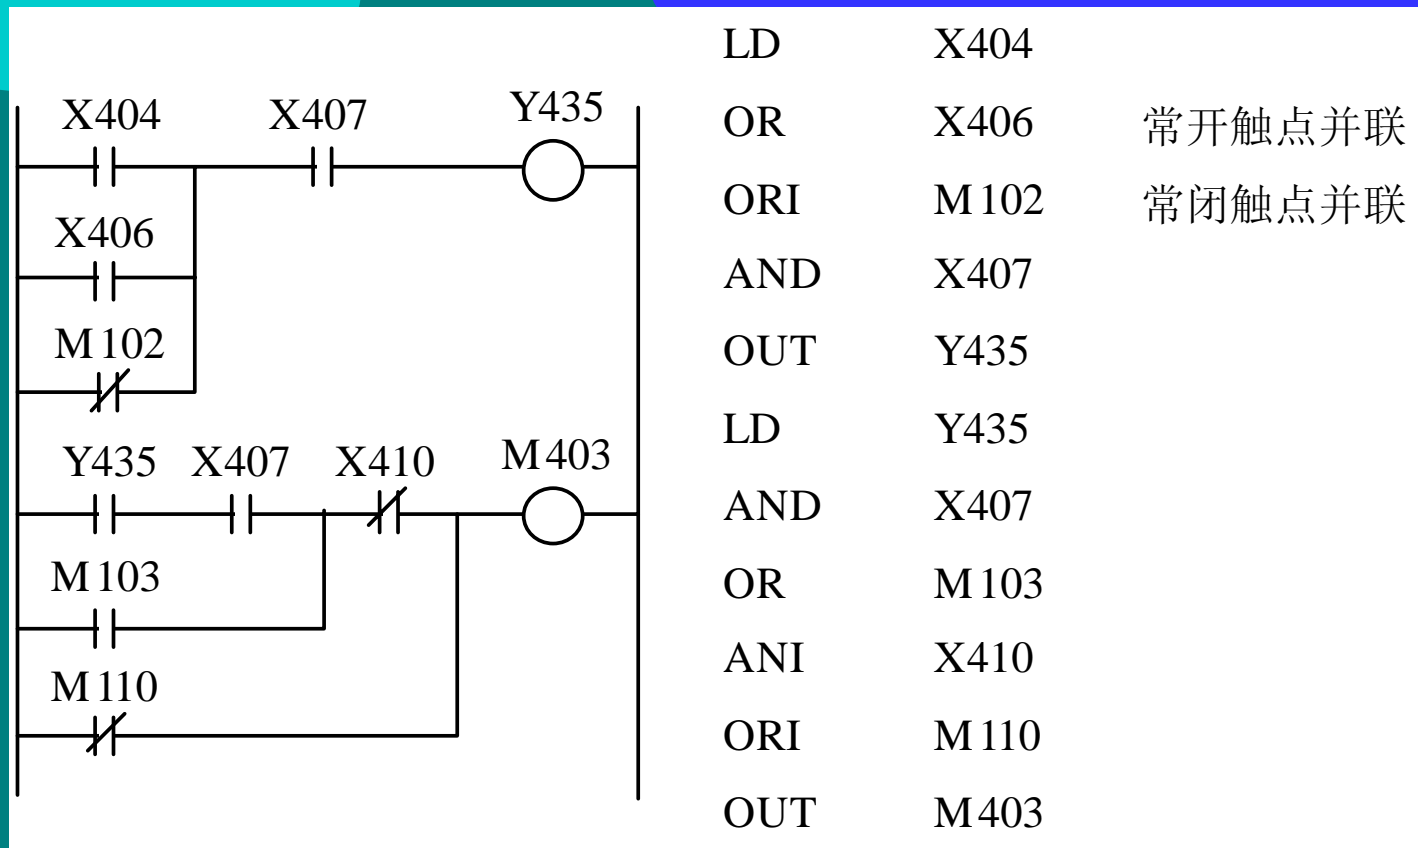 X404 X407 Y435
X406
M102
Y435 X407 X410 M403
M103
M110
LD X404
OR X406 常开触点并联
ORI M102 常闭触点并联
AND X407
OUT Y435
LD Y435
AND X407
OR M103
ANI X410
ORI M110
OUT M403